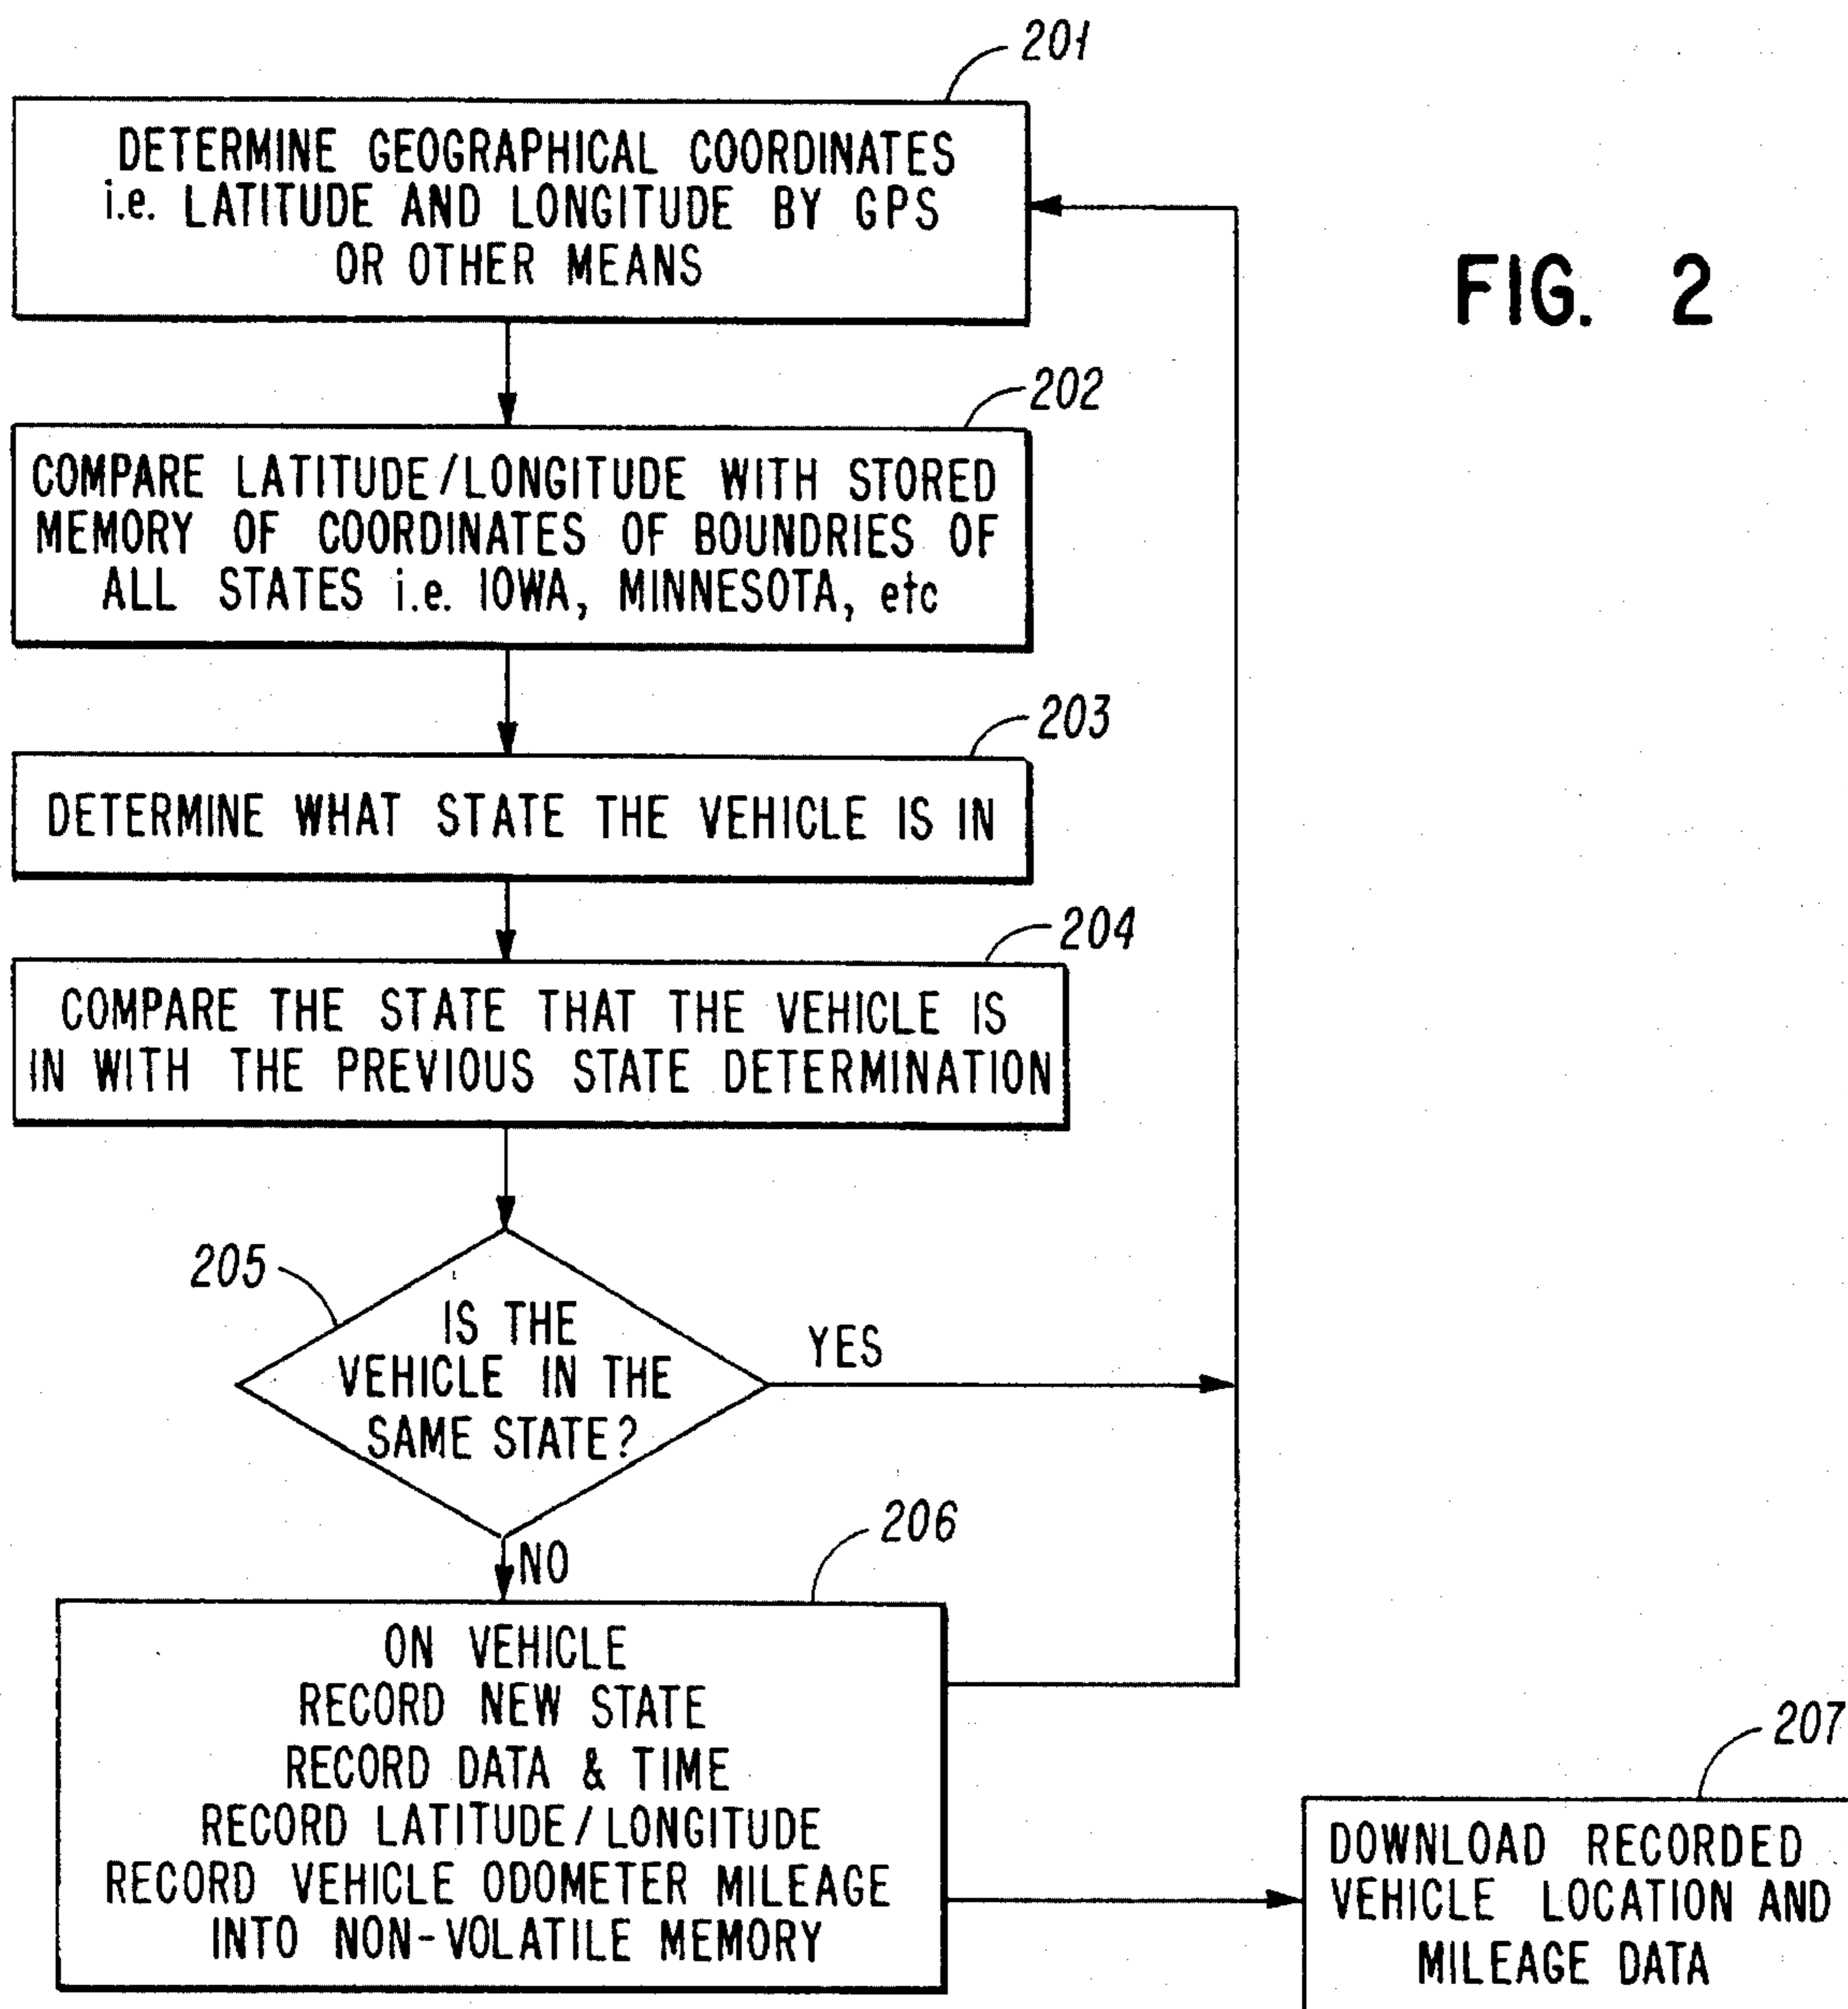 201
DETERMINE GEOGRAPHICAL COORDINATES
i.e. LATITUDE AND LONGITUDE BY GPS
OR OTHER MEANS
FIG. 2
202
COMPARE LATITUDE/LONGITUDE WITH STORED
MEMORY OF COORDINATES OF BOUNDRIES OF
ALL STATES i.e. IOWA, MINNESOTA, etc
203
DETERMINE WHAT STATE THE VEHICLE IS IN
204
COMPARE THE STATE THAT THE VEHICLE IS
IN WITH THE PREVIOUS STATE DETERMINATION
205
IS THE
VEHICLE IN THE
SAME STATE?
YES
NO
206
ON VEHICLE
RECORD NEW STATE
RECORD DATA & TIME
RECORD LATITUDE/LONGITUDE
RECORD VEHICLE ODOMETER MILEAGE
INTO NON-VOLATILE MEMORY
207
DOWNLOAD RECORDED
VEHICLE LOCATION AND
MILEAGE DATA